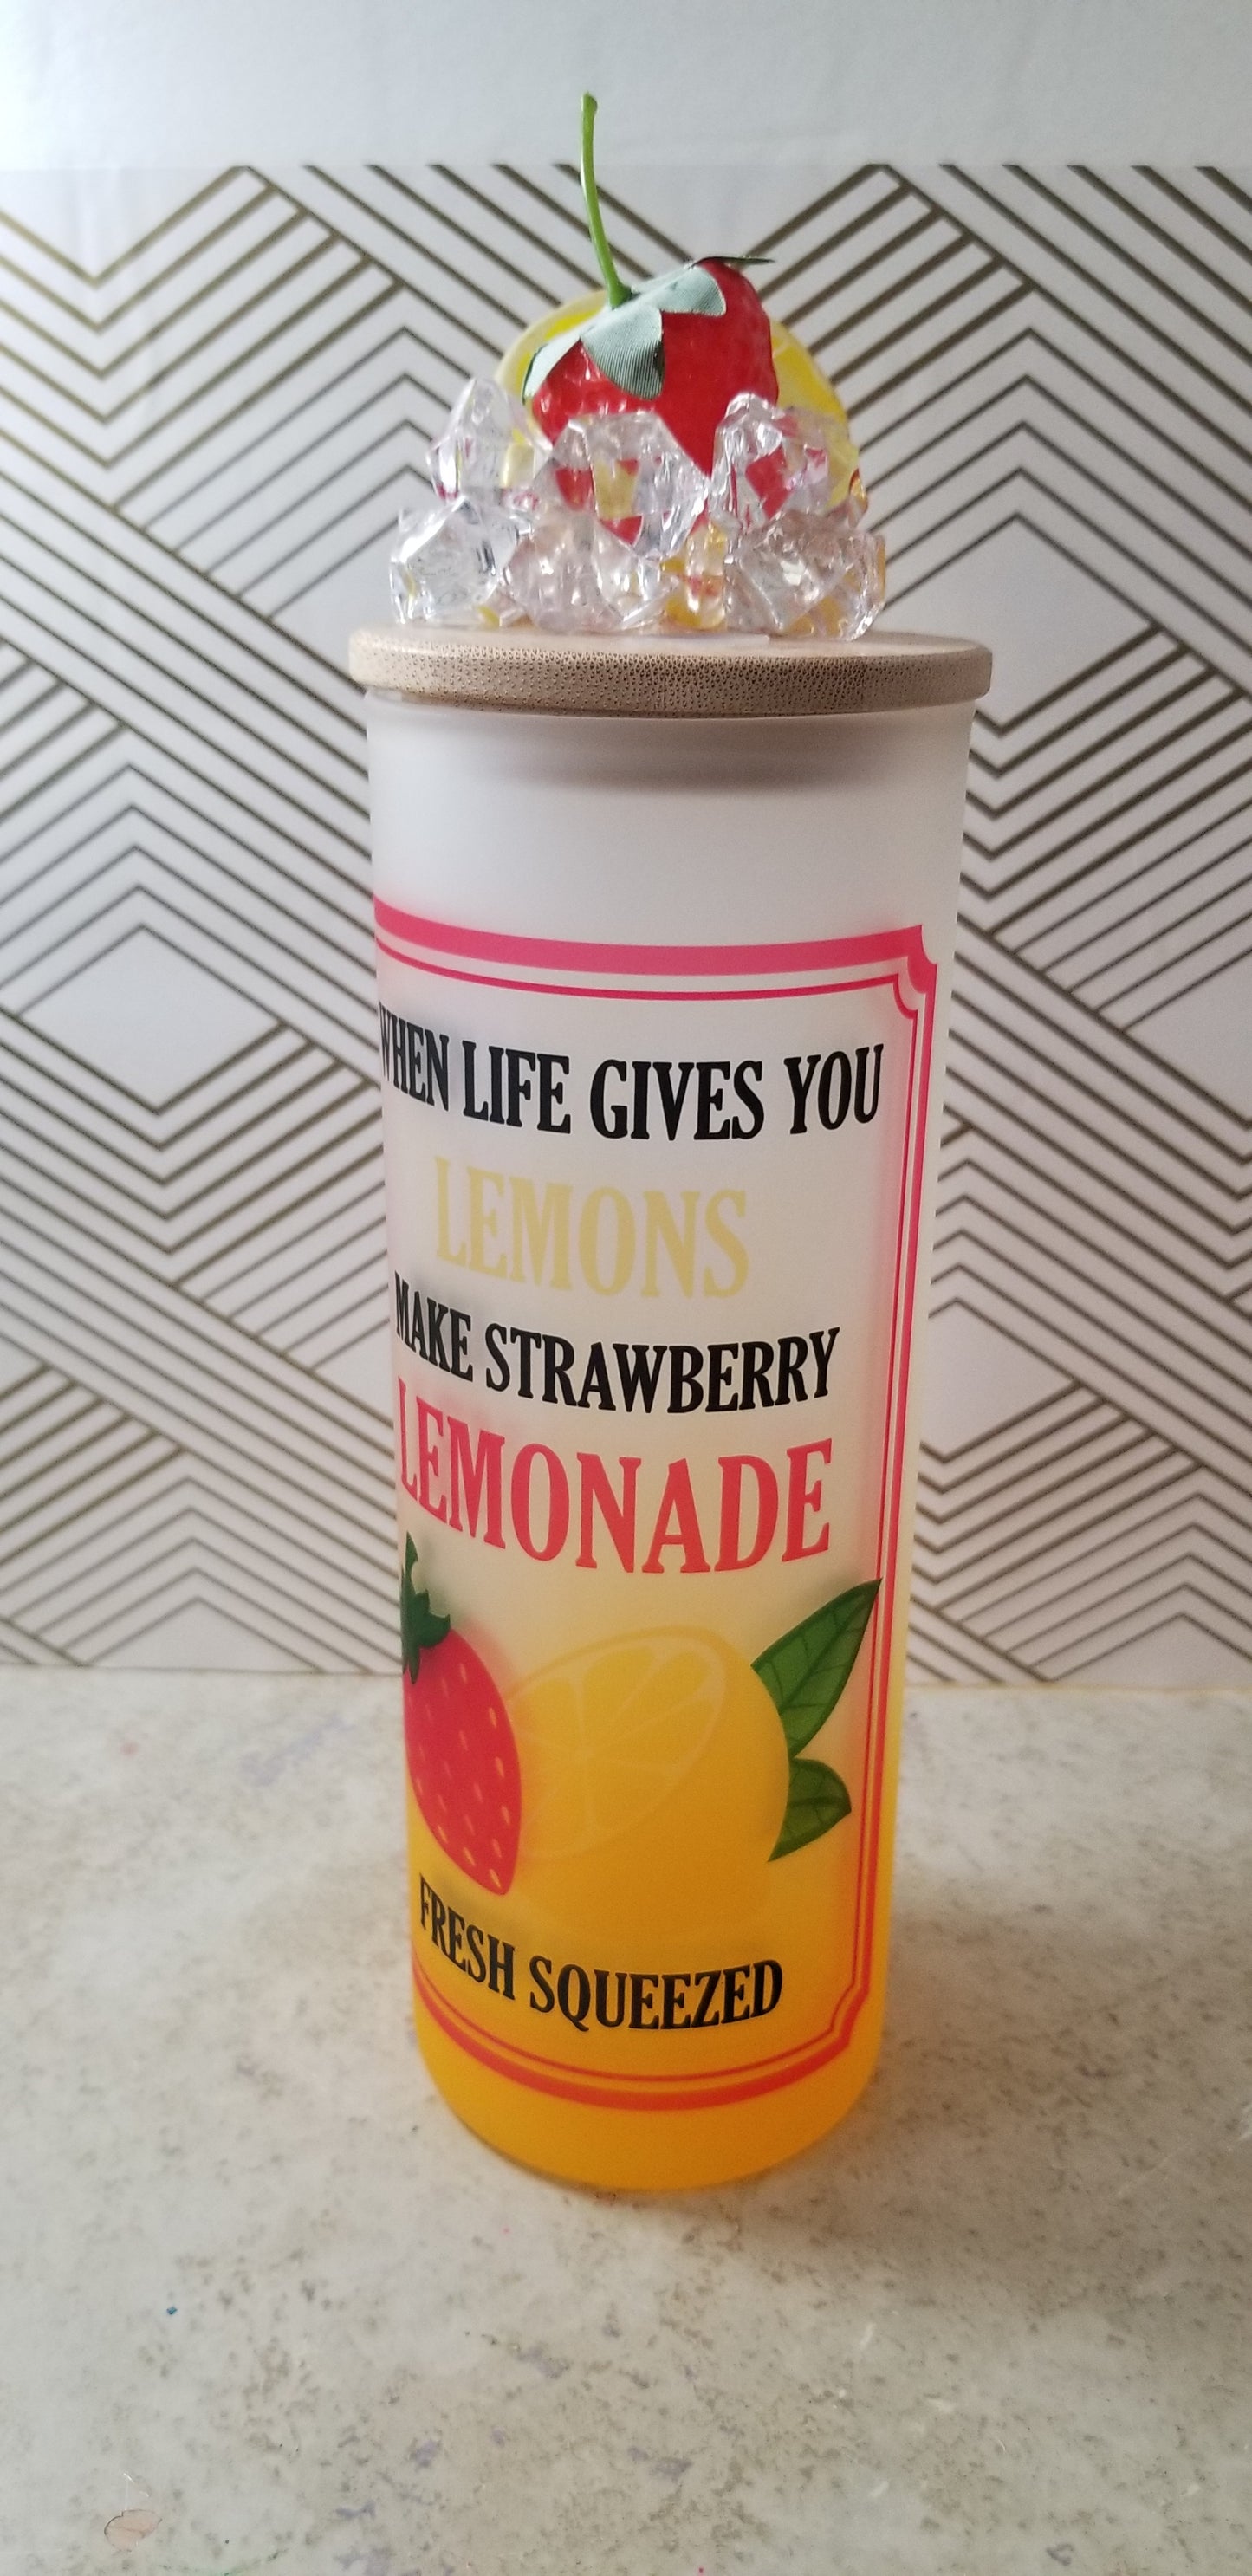 WHEN LIFE GIVES YOU
LEMONS
MAKE STRAWBERRY
LEMONADE
FRESH SQUEEZED